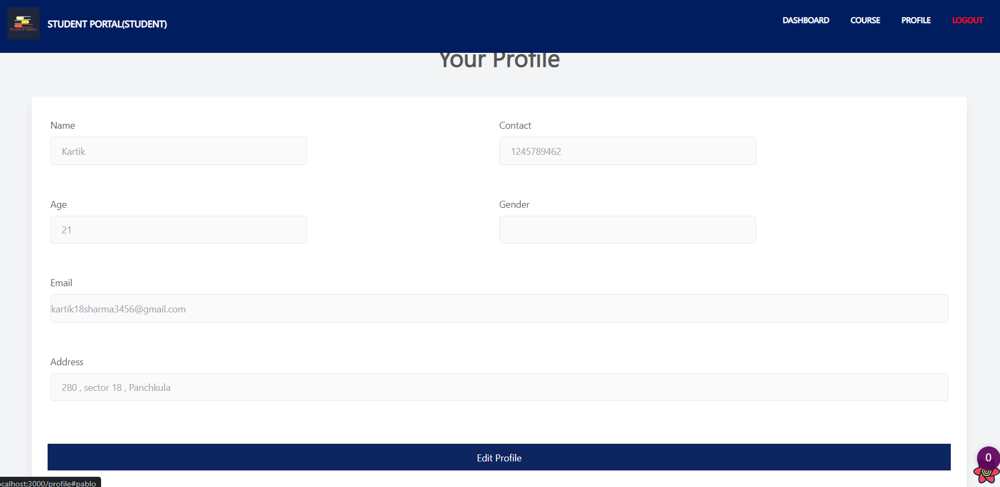 STUDENT PORTAL
STUDENT PORTAL(STUDENT)
DASHBOARD COURSE PROFILE LOGOUT
Your Profile
Name Contact
Kartik 1245789462
Age Gender
21
Email
kartik18sharma3456@gmail.com
Address
280 , sector 18 , Panchkula
Edit Profile
0
ocalhost:3000/profile#pablo